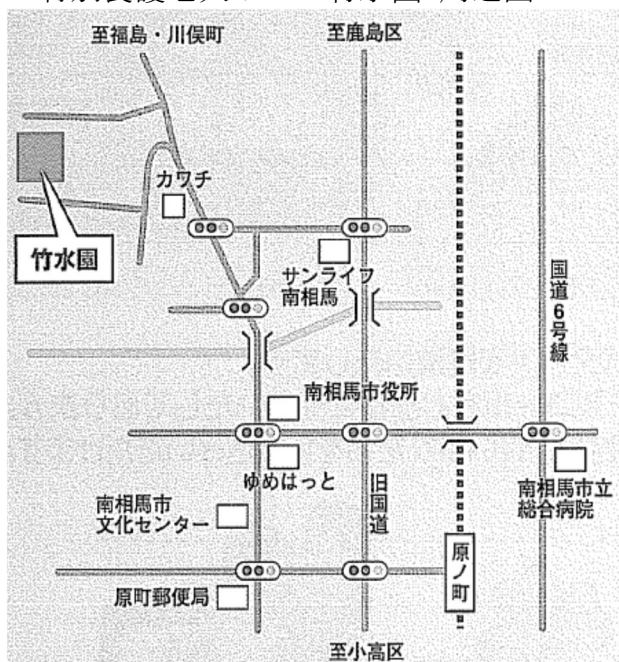 至福島・川俣町
至鹿島区
カワチ
竹水園
サンライフ
南相馬
国道6号線
南相馬市役所
ゆめはっと
旧国道
南相馬市立
総合病院
南相馬市
文化センター
原ノ町
原町郵便局
至小高区